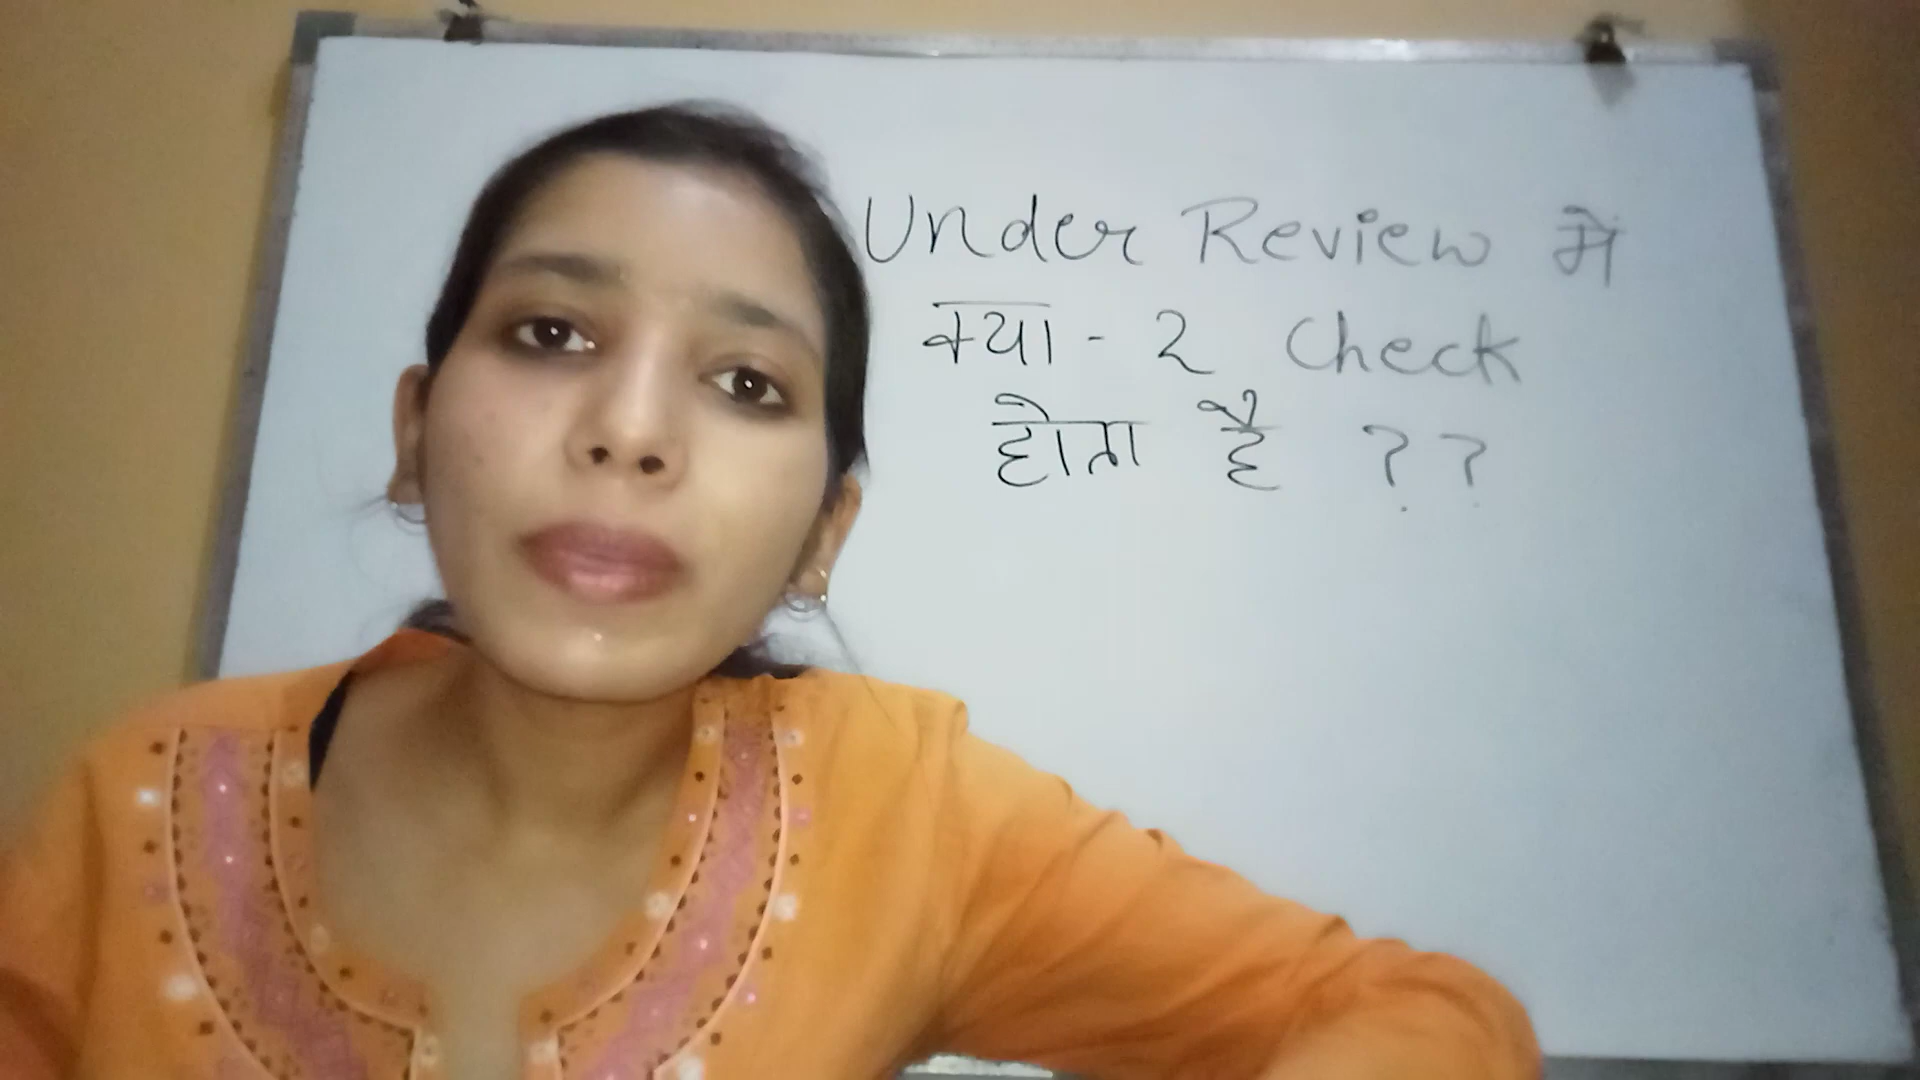 Under Review मे
क्या - 2 Check
होता है ??